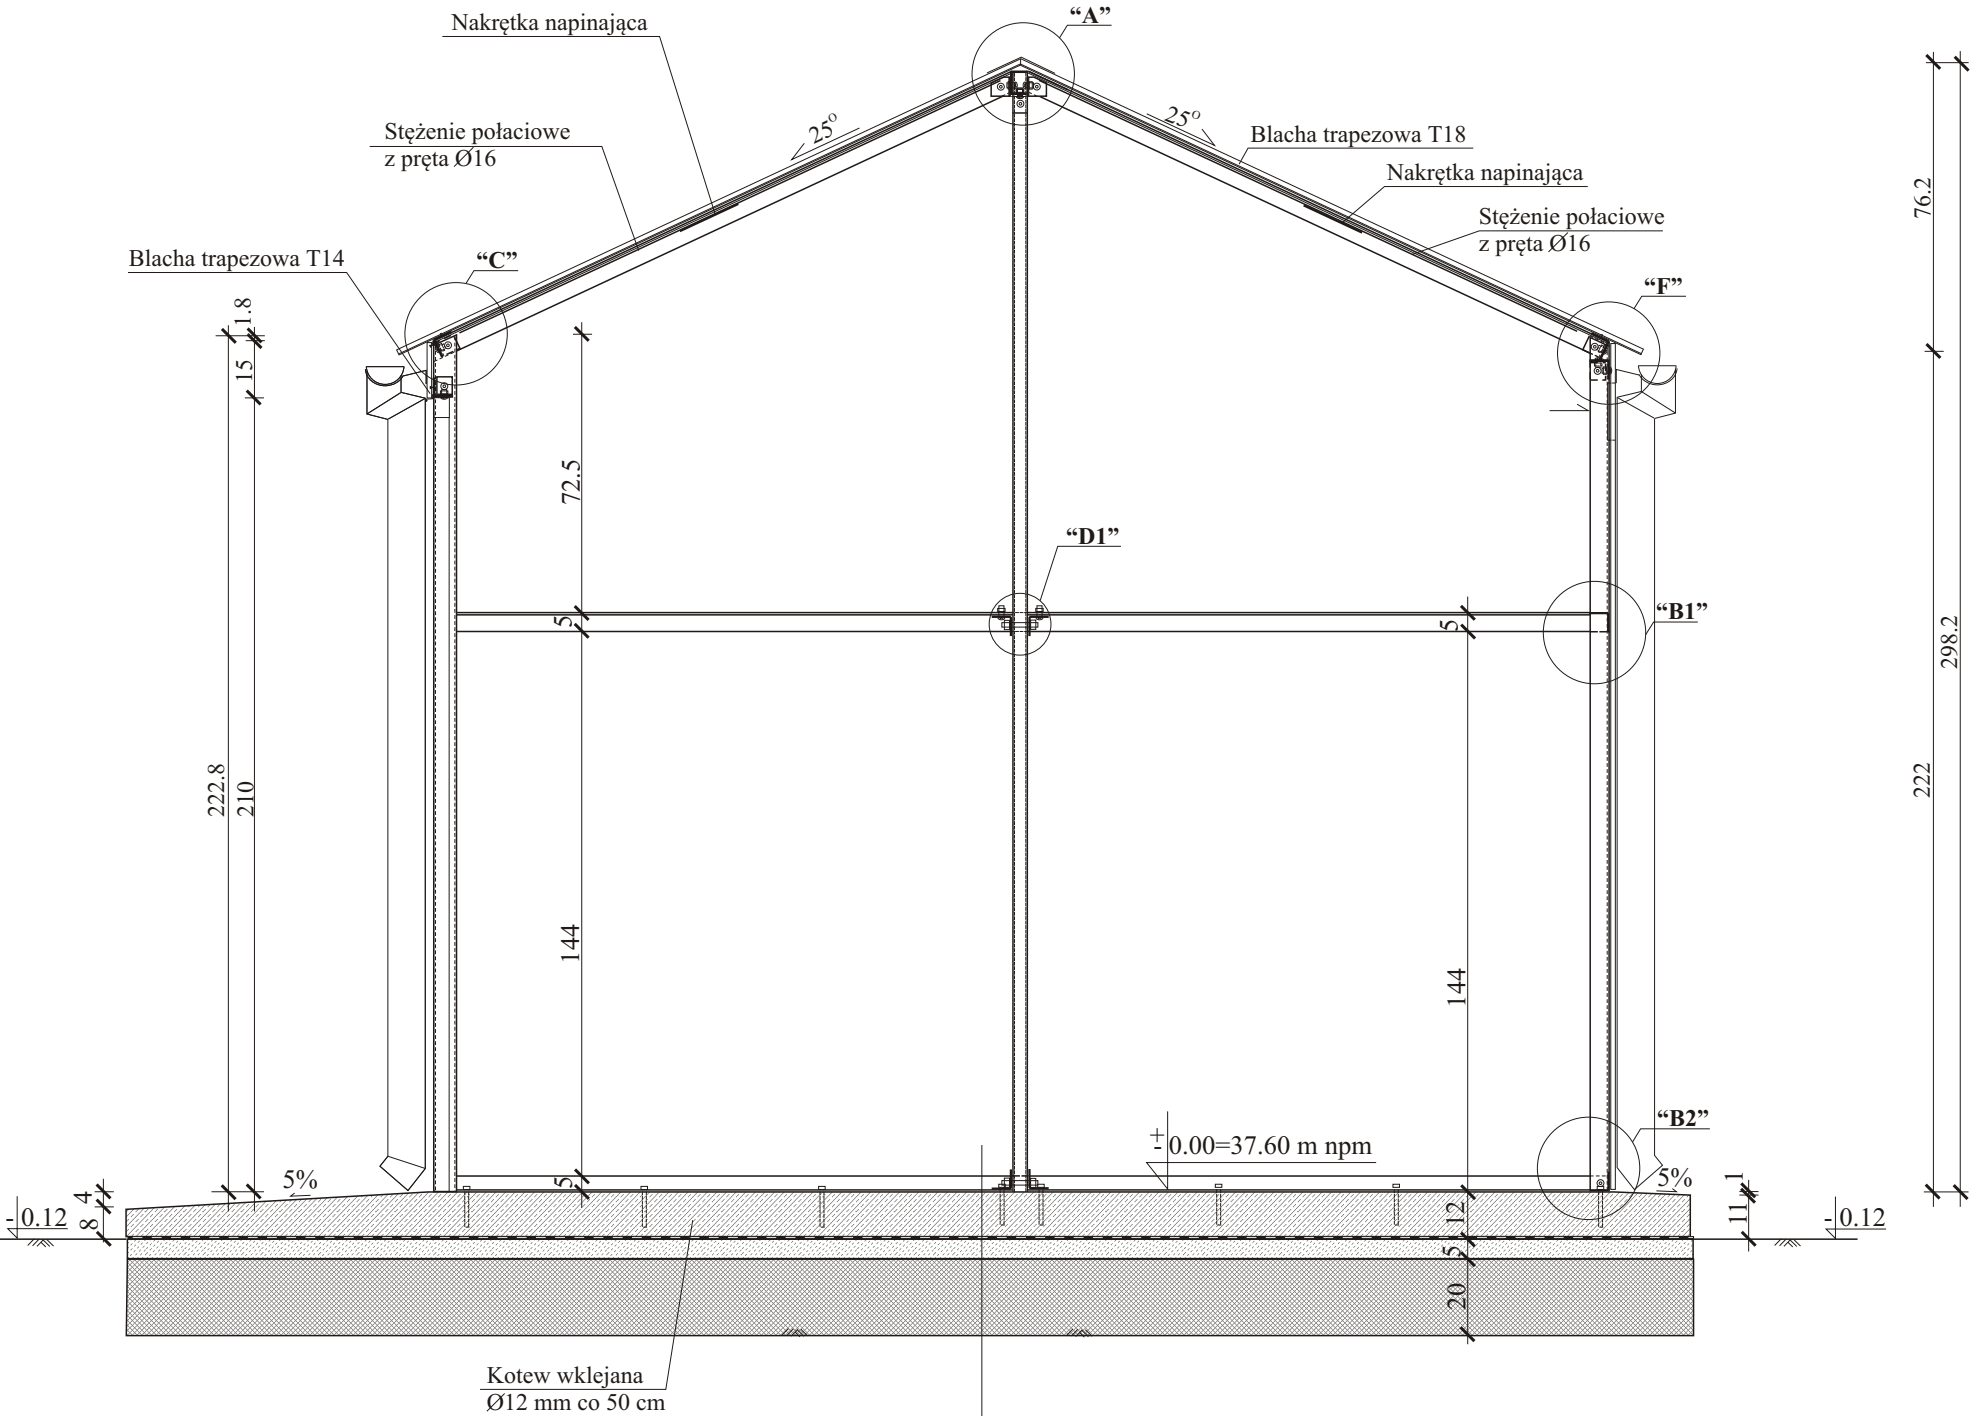 “A”
Nakrętka napinająca
25°
25°
Stężenie połaciowe
z pręta Ø16
Blacha trapezowa T18
Nakrętka napinająca
76.2
Stężenie połaciowe
z pręta Ø16
Blacha trapezowa T14
“C”
“F”
1.8
15
72.5
“D1”
5
5
“B1”
298.2
222.8
210
222
144
144
“B2”
+
- 0.00=37.60 m npm
5%
5
5%
4
8
1
11
- 0.12
12
- 0.12
5
20
Kotew wklejana
Ø12 mm co 50 cm